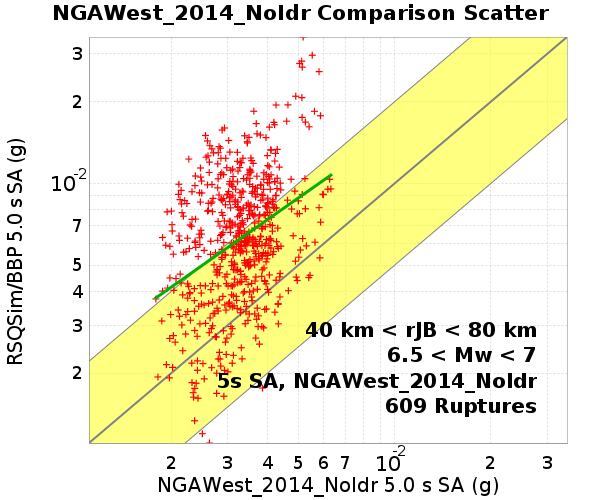 NGAWest_2014_NoIdr Comparison Scatter
RSQSim/BBP 5.0 s SA (g)
3
2
10^-2
7
5
4
3
2
40 km < rJB < 80 km
6.5 < Mw < 7
5s SA, NGAWest_2014_NoIdr
609 Ruptures
2 3 4 5 6 7 10^-2 2 3
NGAWest_2014_NoIdr 5.0 s SA (g)